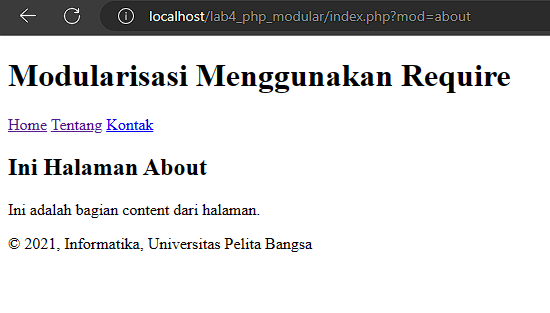 localhost/lab4_php_modular/index.php?mod=about
Modularisasi Menggunakan Require
Home Tentang Kontak
Ini Halaman About
Ini adalah bagian content dari halaman.
© 2021, Informatika, Universitas Pelita Bangsa